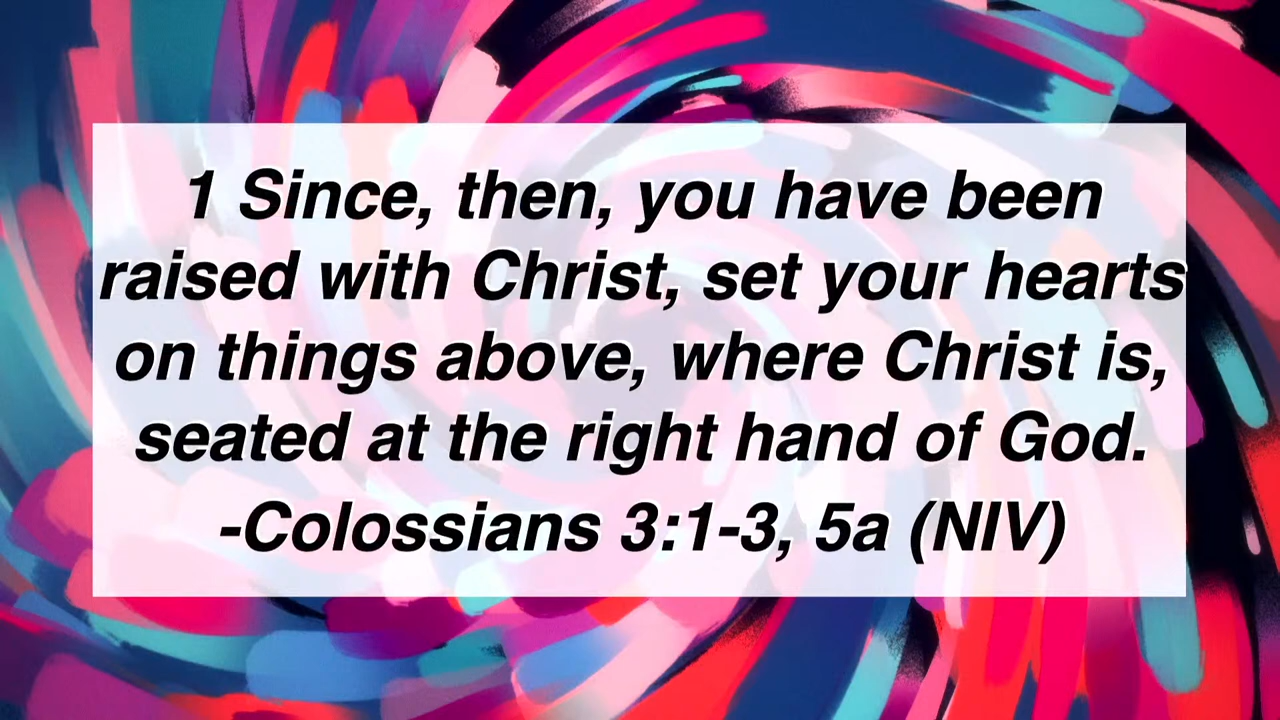 1 Since, then, you have been
raised with Christ, set your hearts
on things above, where Christ is,
seated at the right hand of God.
-Colossians 3:1-3, 5a (NIV)